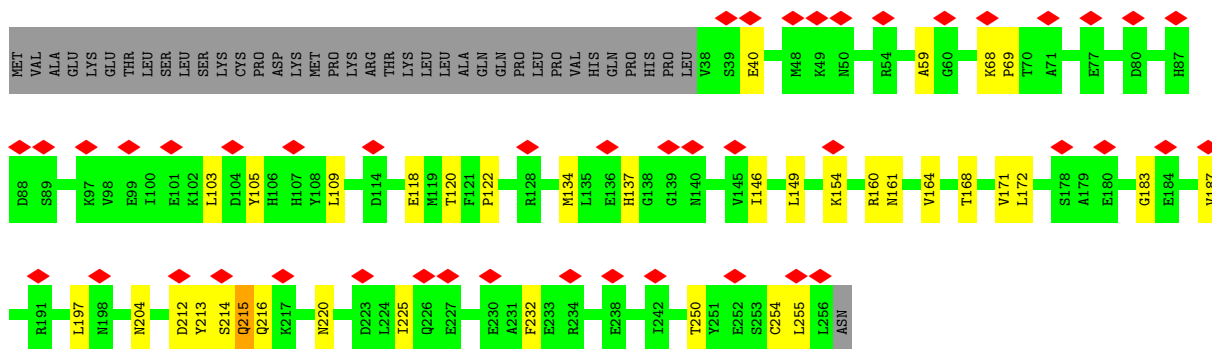 MET VAL ALA GLU LYS GLU THR LEU SER LEU SER LYS CYS PRO ASP LYS MET PRO LYS ARG THR LYS LEU LEU ALA GLN GLN PRO LEU PRO VAL HIS GLN PRO HIS PRO LEU V38 S39 E40 M48 K49 N50 R54 A59 G60 K68 P69 T70 A71 E77 D80 H87
D88 S89 K97 V98 E99 I100 E101 K102 L103 D104 Y105 H106 H107 Y108 L109 D114 E118 M119 T120 F121 P122 R128 M134 L135 E136 H137 G138 G139 N140 V145 I146 L149 K154 R160 N161 V164 T168 V171 L172 S178 A179 E180 G183 E184 V187
R191 L197 N198 N204 D212 Y213 S214 Q215 Q216 K217 N220 D223 L224 I225 Q226 E227 E230 A231 F232 E233 R234 E238 I242 T250 Y251 E252 S253 C254 L255 L256 ASN